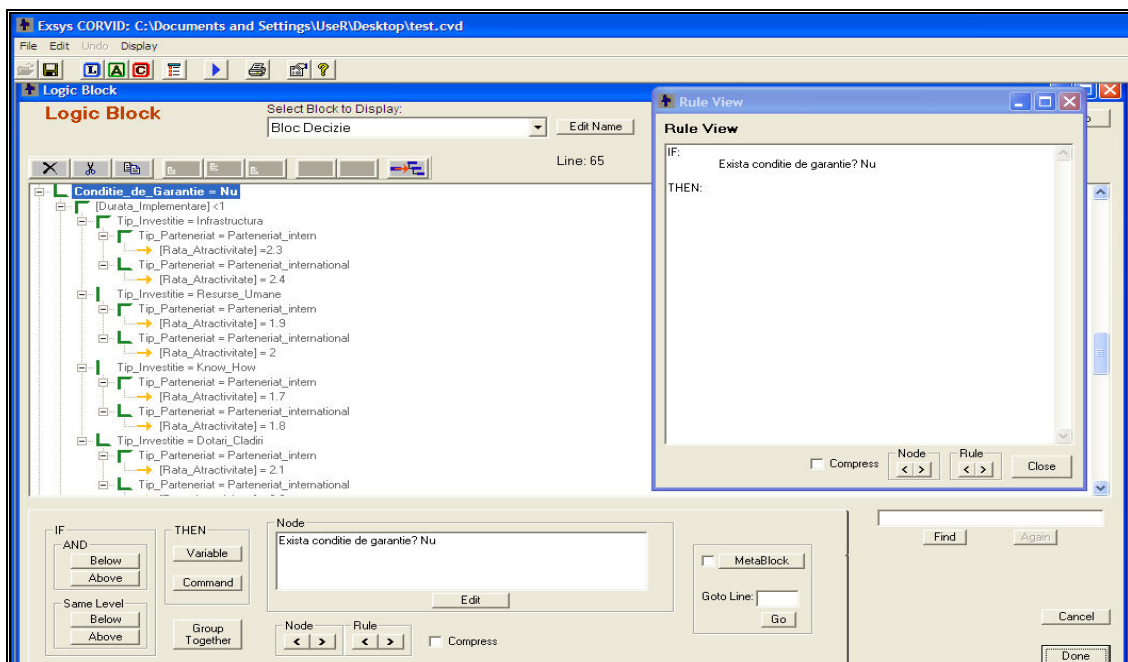 Exsys CORVID: C:\Documents and Settings\UseR\Desktop\test.cvd
File Edit Undo Display
L A C
Logic Block
Logic Block
Select Block to Display:
Bloc Decizie
Edit Name
Line: 65
Conditie_de_Garantie = Nu
[Durata_Implementare] <1
Tip_Investitie = Infrastructura
Tip_Parteneriat = Parteneriat_intern
[Rata_Atractivitate] =2.3
Tip_Parteneriat = Parteneriat_international
[Rata_Atractivitate] = 2.4
Tip_Investitie = Resurse_Umane
Tip_Parteneriat = Parteneriat_intern
[Rata_Atractivitate] = 1.9
Tip_Parteneriat = Parteneriat_international
[Rata_Atractivitate] = 2
Tip_Investitie = Know_How
Tip_Parteneriat = Parteneriat_intern
[Rata_Atractivitate] = 1.7
Tip_Parteneriat = Parteneriat_international
[Rata_Atractivitate] = 1.8
Tip_Investitie = Dotari_Cladiri
Tip_Parteneriat = Parteneriat_intern
[Rata_Atractivitate] = 2.1
Tip_Parteneriat = Parteneriat_international
Rule View
Rule View
IF:
Exista conditie de garantie? Nu
THEN:
Compress
Node
< >
Rule
< >
Close
IF
AND
Below
Above
Same Level
Below
Above
THEN
Variable
Command
Group
Together
Node
Exista conditie de garantie? Nu
Edit
Node
< >
Rule
< >
Compress
MetaBlock
Goto Line:
Go
Find
Again
Cancel
Done